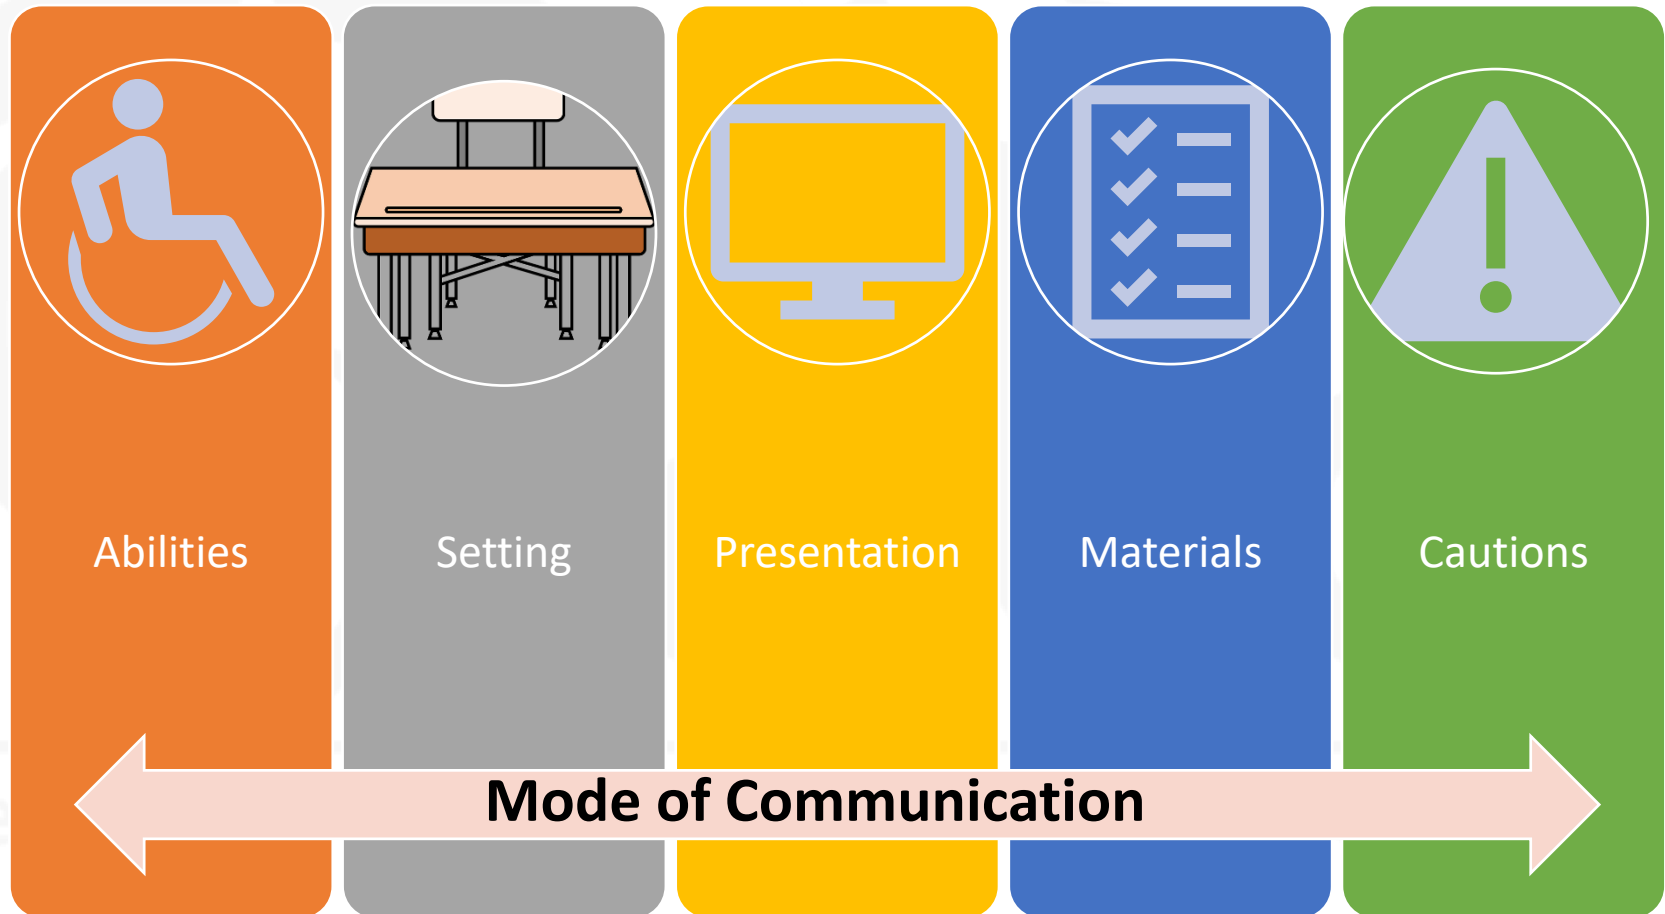 Abilities
Setting
Presentation
Materials
Cautions
Mode of Communication